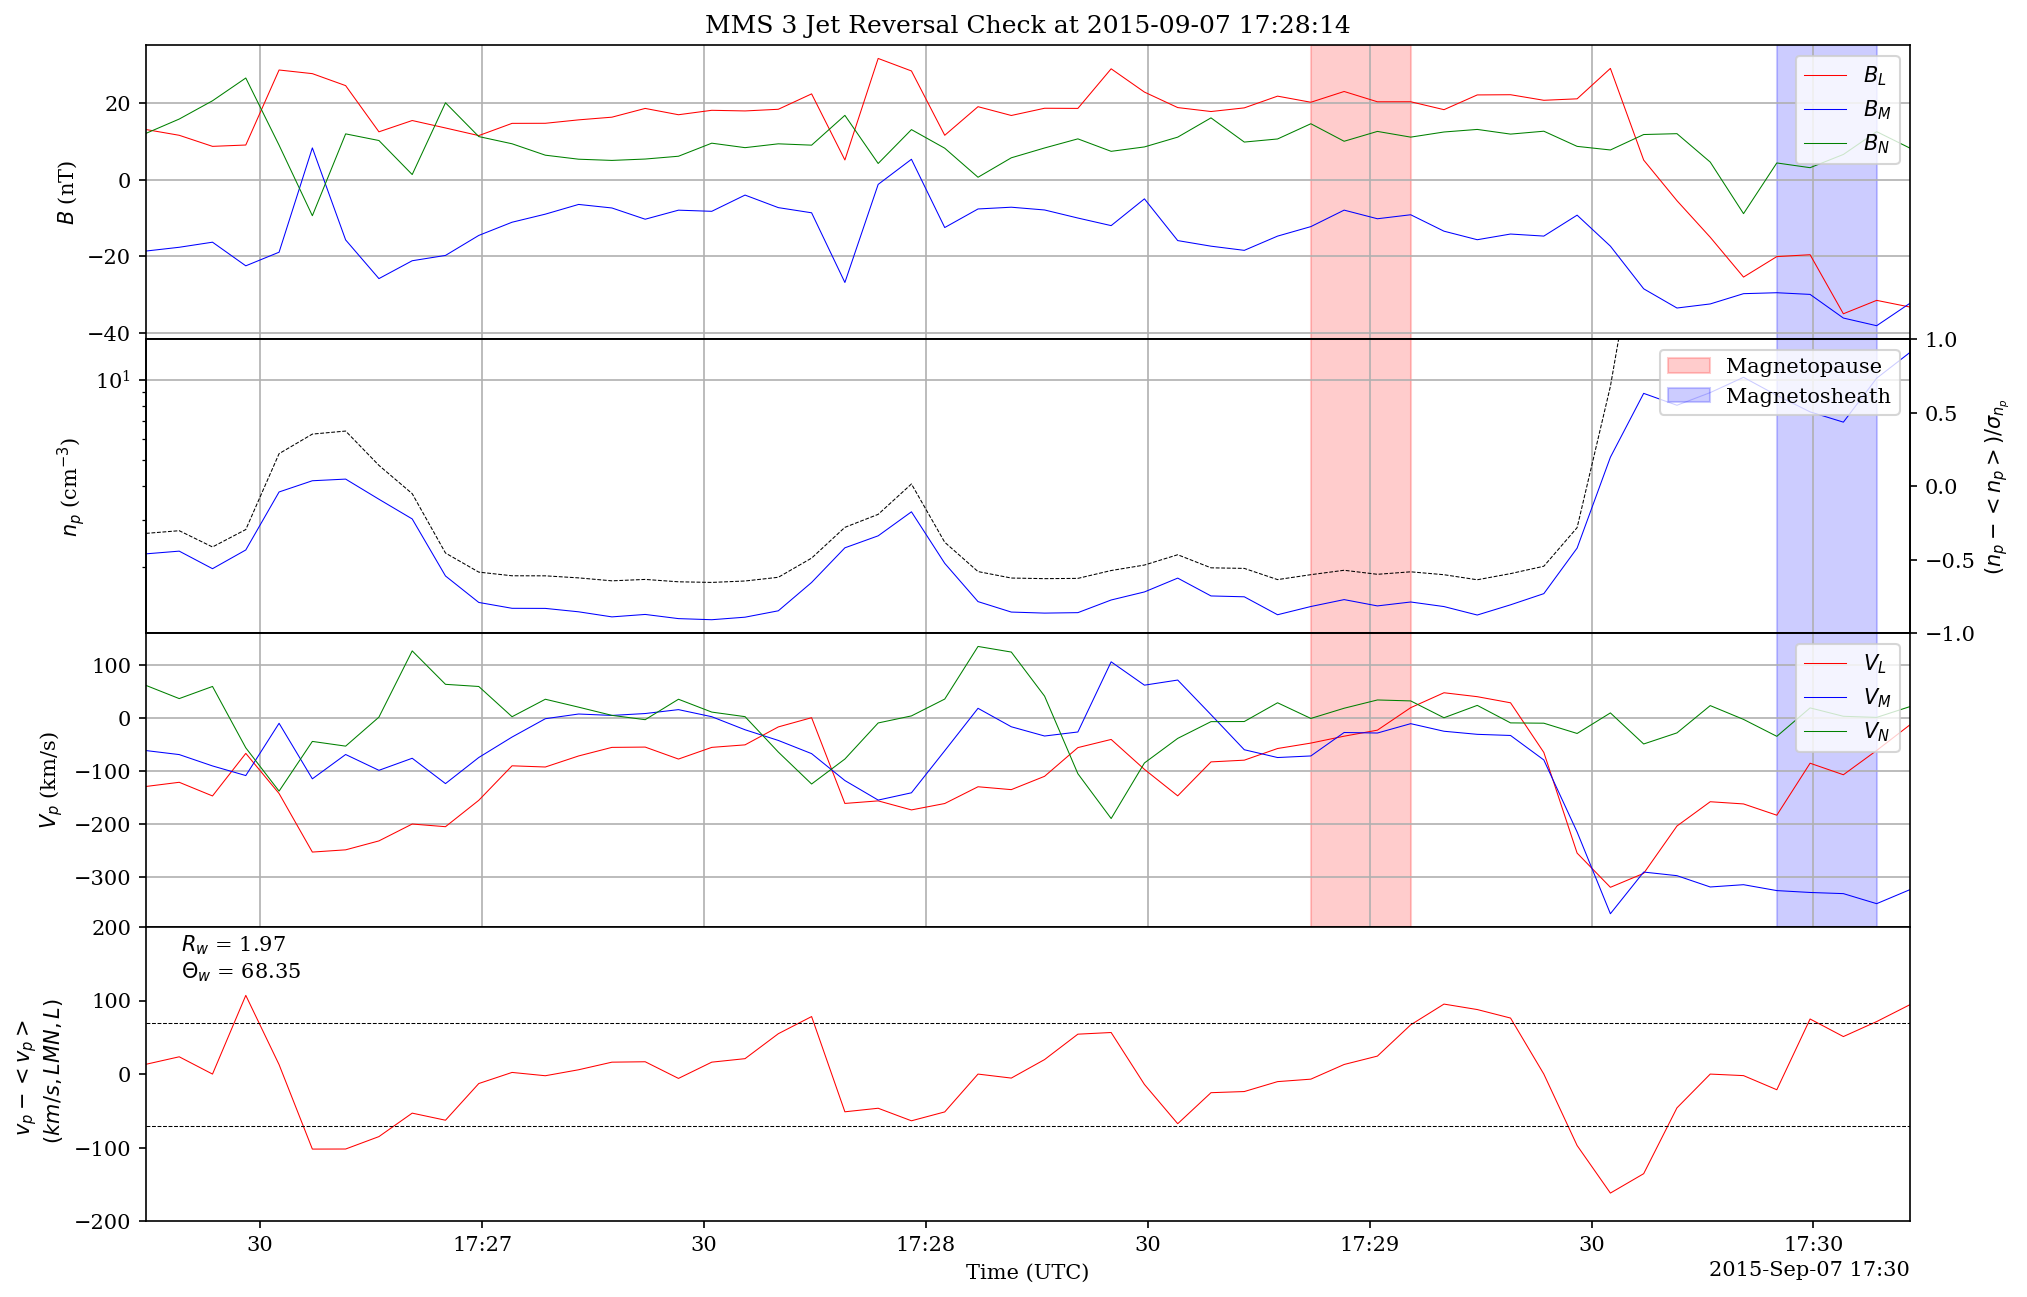 MMS 3 Jet Reversal Check at 2015-09-07 17:28:14
20
0
−20
−40
B (nT)
B_L
B_M
B_N
10^1
n_p (cm^−3)
Magnetopause
Magnetosheath
1.0
0.5
0.0
−0.5
−1.0
(n_p − < n_p >)/σ_{n_p}
100
0
−100
−200
−300
V_p (km/s)
V_L
V_M
V_N
200
100
0
−100
−200
v_p − < v_p >
(km/s, LMN, L)
R_w = 1.97
Θ_w = 68.35
30 17:27 30 17:28 30 17:29 30 17:30
Time (UTC)
2015-Sep-07 17:30